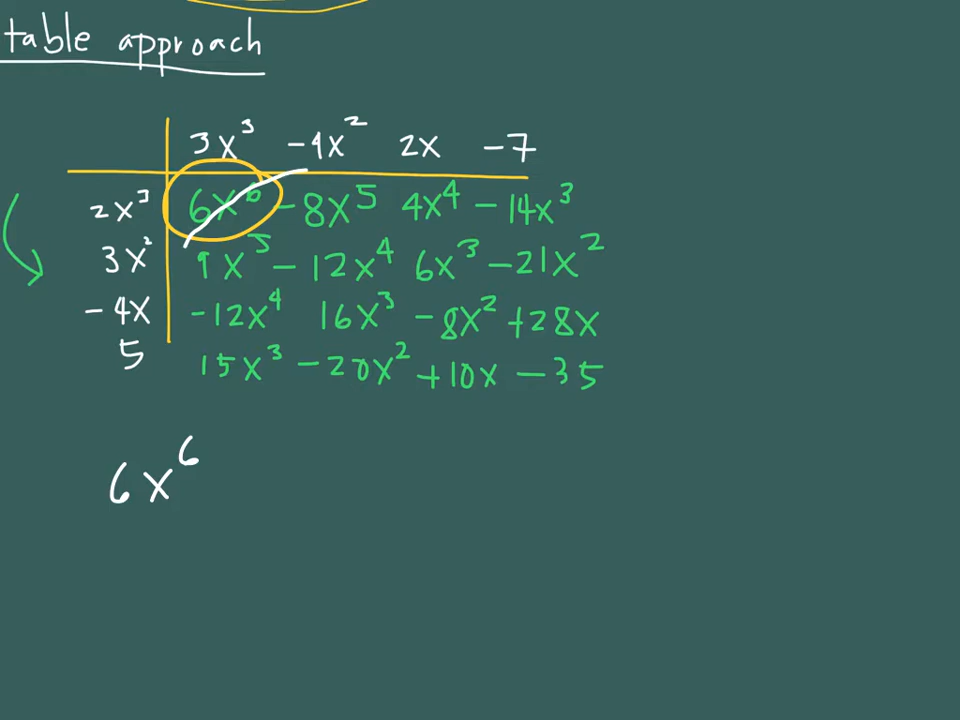 table approach
3x³ -4x² 2x -7
2x³ 6x⁶ -8x⁵ 4x⁴ -14x³
3x² 9x⁵ -12x⁴ 6x³ -21x²
-4x -12x⁴ 16x³ -8x² +28x
5 15x³ -20x² +10x -35
6x⁶